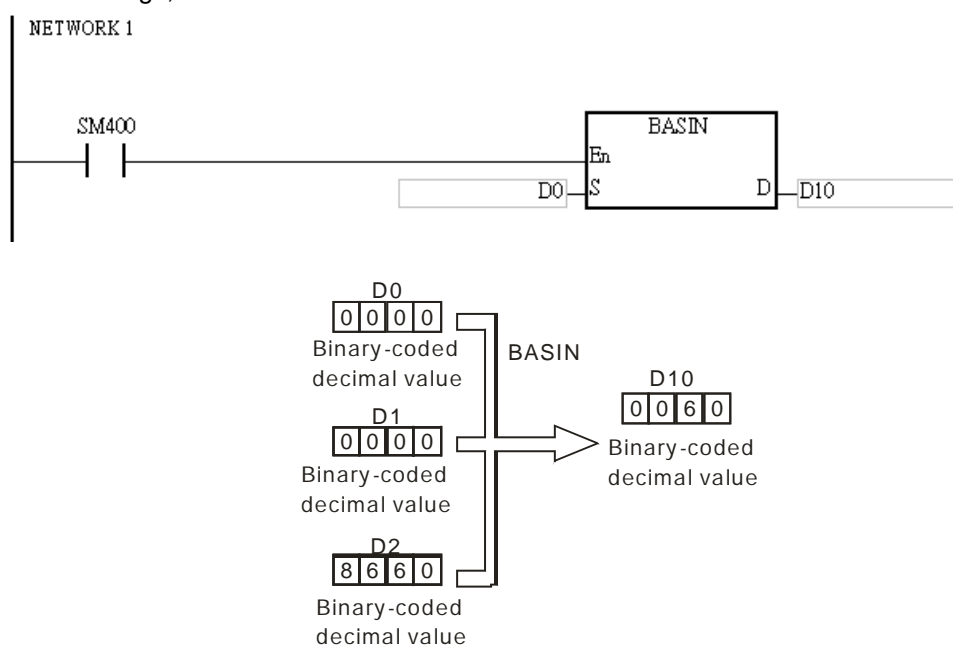 NETWORK 1
SM400
BASIN
En
D0 S D D10
D0
0 0 0 0
Binary-coded
decimal value
BASIN
D1
0 0 0 0
Binary-coded
decimal value
D10
0 0 6 0
Binary-coded
decimal value
D2
8 6 6 0
Binary-coded
decimal value